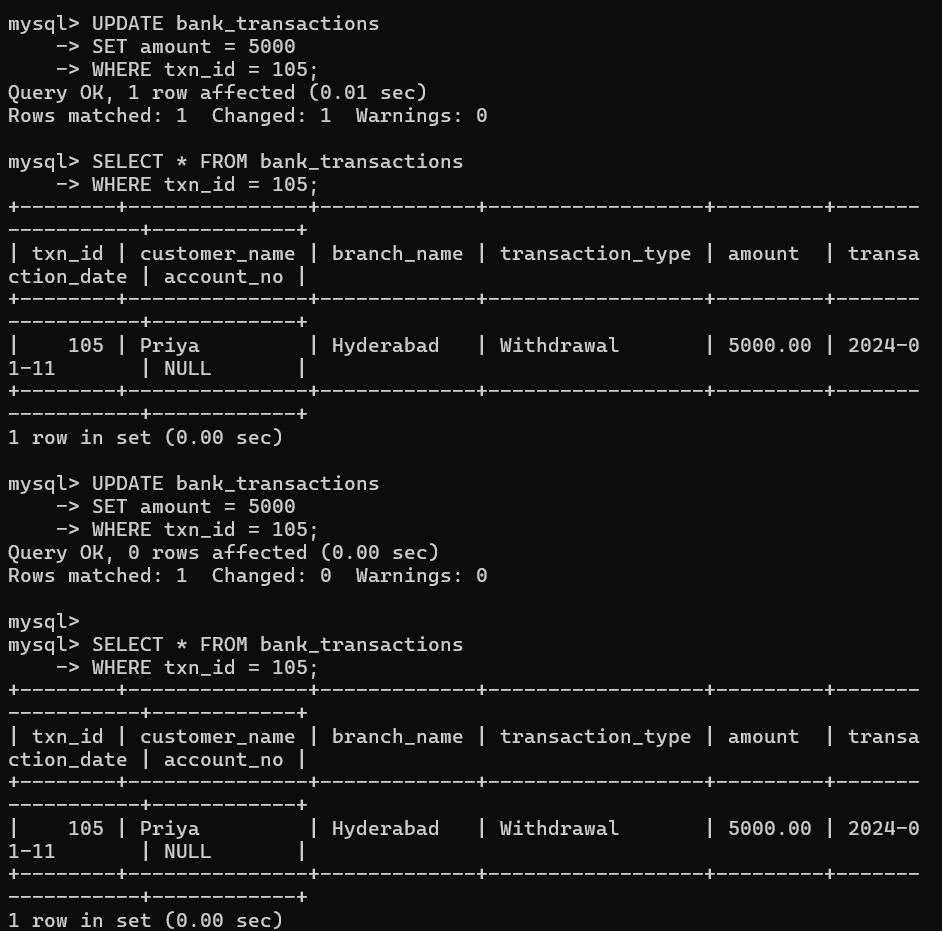 mysql> UPDATE bank_transactions
    -> SET amount = 5000
    -> WHERE txn_id = 105;
Query OK, 1 row affected (0.01 sec)
Rows matched: 1  Changed: 1  Warnings: 0

mysql> SELECT * FROM bank_transactions
    -> WHERE txn_id = 105;
+--------+---------------+-------------+------------------+---------+-------
-----------+------------+
| txn_id | customer_name | branch_name | transaction_type | amount  | transa
ction_date | account_no |
+--------+---------------+-------------+------------------+---------+-------
-----------+------------+
|    105 | Priya         | Hyderabad   | Withdrawal       | 5000.00 | 2024-0
1-11       | NULL       |
+--------+---------------+-------------+------------------+---------+-------
-----------+------------+
1 row in set (0.00 sec)

mysql> UPDATE bank_transactions
    -> SET amount = 5000
    -> WHERE txn_id = 105;
Query OK, 0 rows affected (0.00 sec)
Rows matched: 1  Changed: 0  Warnings: 0

mysql>
mysql> SELECT * FROM bank_transactions
    -> WHERE txn_id = 105;
+--------+---------------+-------------+------------------+---------+-------
-----------+------------+
| txn_id | customer_name | branch_name | transaction_type | amount  | transa
ction_date | account_no |
+--------+---------------+-------------+------------------+---------+-------
-----------+------------+
|    105 | Priya         | Hyderabad   | Withdrawal       | 5000.00 | 2024-0
1-11       | NULL       |
+--------+---------------+-------------+------------------+---------+-------
-----------+------------+
1 row in set (0.00 sec)